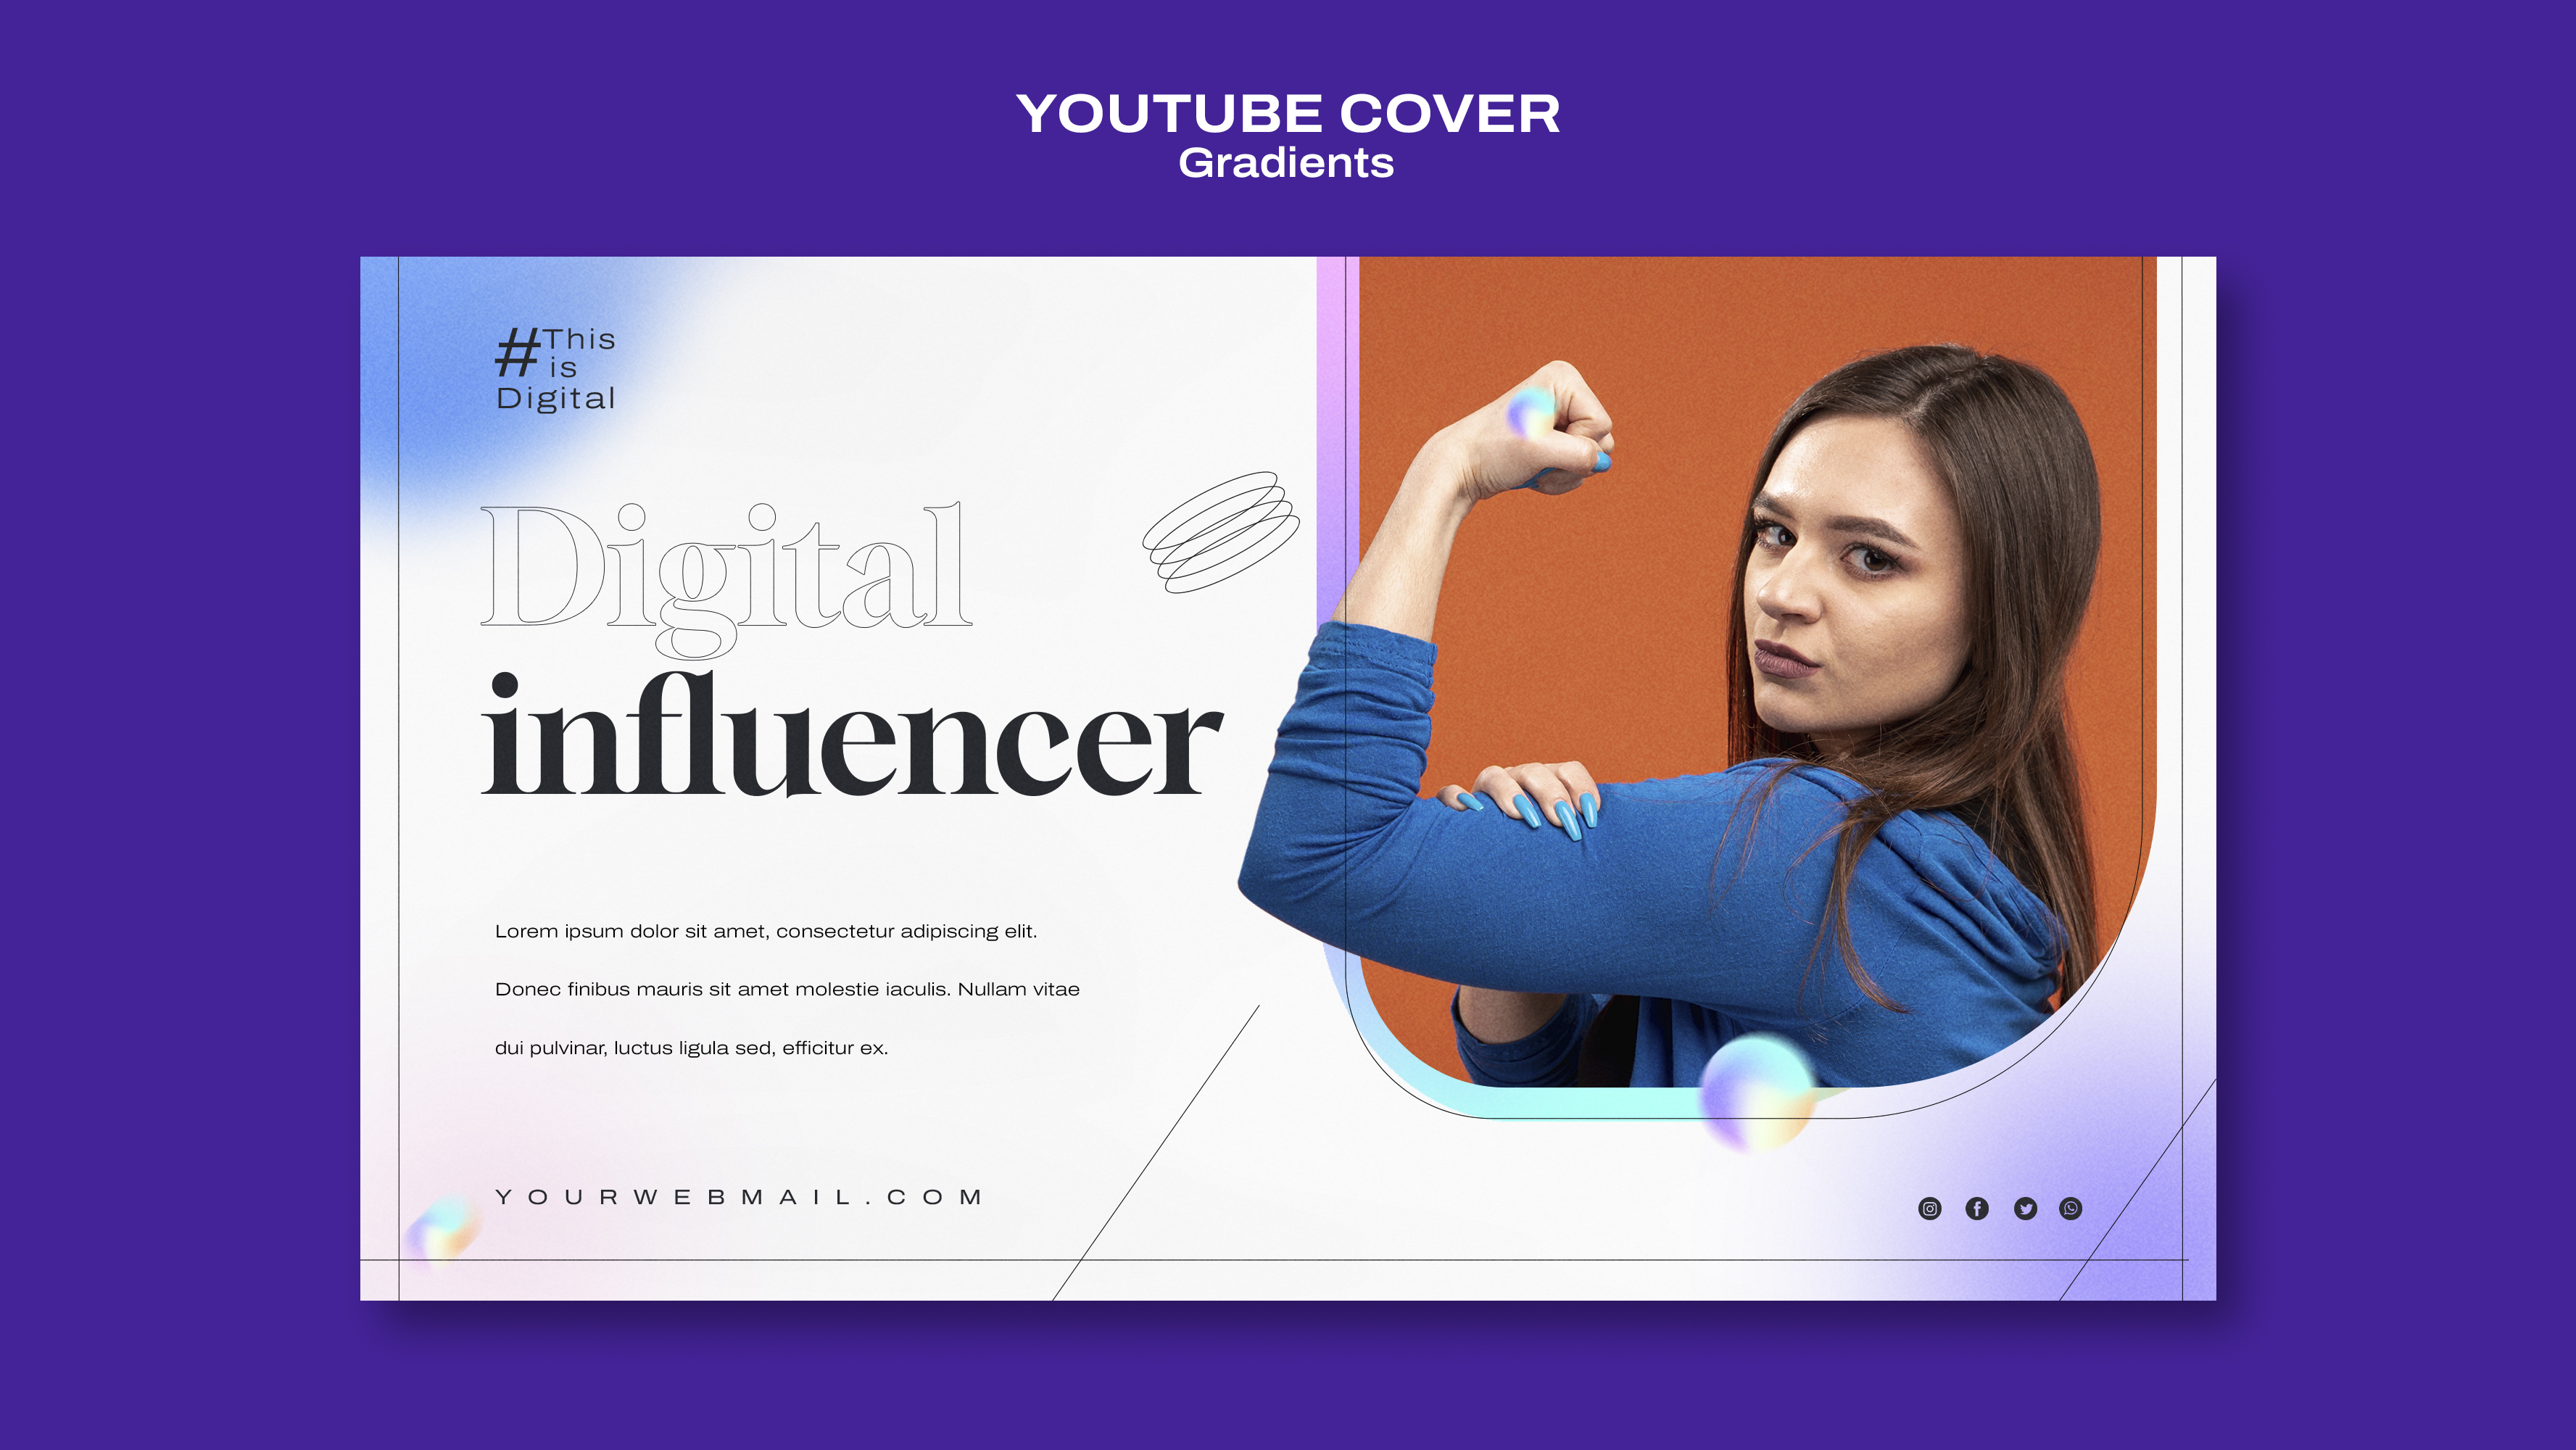 YOUTUBE COVER
Gradients
#This
is
Digital
Digital
influencer
Lorem ipsum dolor sit amet, consectetur adipiscing elit.
Donec finibus mauris sit amet molestie iaculis. Nullam vitae
dui pulvinar, luctus ligula sed, efficitur ex.
YOURWEBMAIL.COM